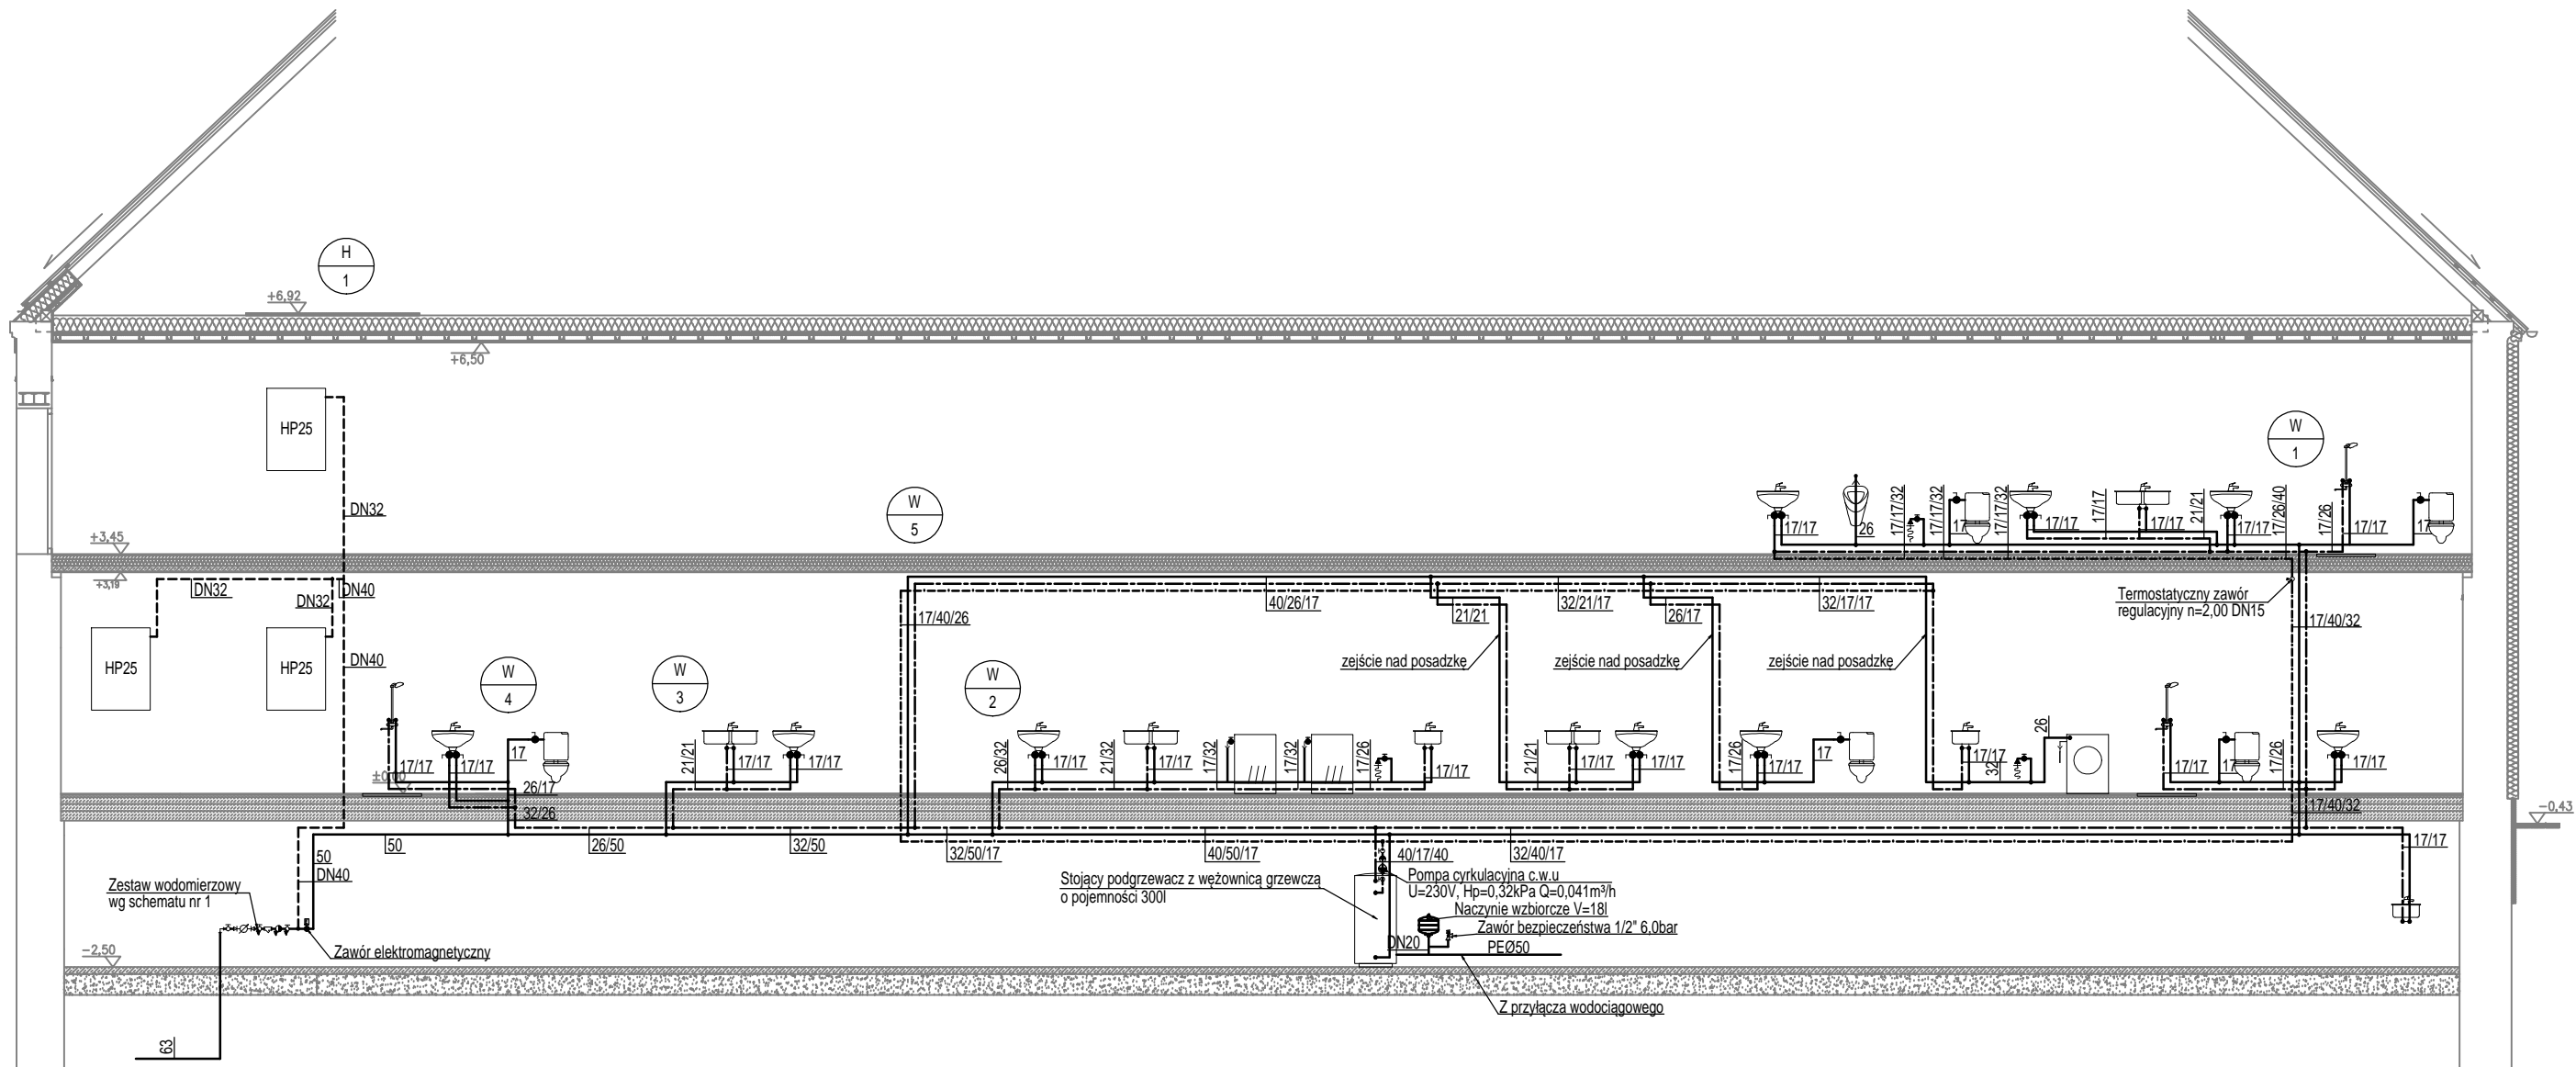 H
1
+6,92
+6,50
HP25
DN32
W
1
W
5
17/17
26
17/17/32
17/17/32
17
17/17/32
17/17
17/17
17/17
21/21
17/17
17/26/40
17/26
17/17
17
+3,45
+3,19
DN32
DN32
DN40
17/40/26
40/26/17
21/21
32/21/17
26/17
32/17/17
Termostatyczny zawór
regulacyjny n=2,00 DN15
17/40/32
HP25
HP25
DN40
W
4
W
3
W
2
zejście nad posadzkę
zejście nad posadzkę
zejście nad posadzkę
±0,00
17/17
17/17
17
26/17
32/26
21/21
17/17
17/17
26/32
17/17
21/32
17/17
17/32
17/32
17/26
17/17
21/21
17/17
17/17
17/26
17/17
17
17/17
32
26
17/17
17
17/26
17/17
17/40/32
-0,43
50
26/50
32/50
32/50/17
40/50/17
40/17/40
32/40/17
17/17
50
DN40
Zestaw wodomierzowy
wg schematu nr 1
Stojący podgrzewacz z wężownicą grzewczą
o pojemności 300l
Pompa cyrkulacyjna c.w.u
U=230V, Hp=0,32kPa Q=0,041m³/h
Naczynie wzbiorcze V=18l
Zawór bezpieczeństwa 1/2" 6,0bar
DN20
PEØ50
Zawór elektromagnetyczny
-2,50
Z przyłącza wodociągowego
63